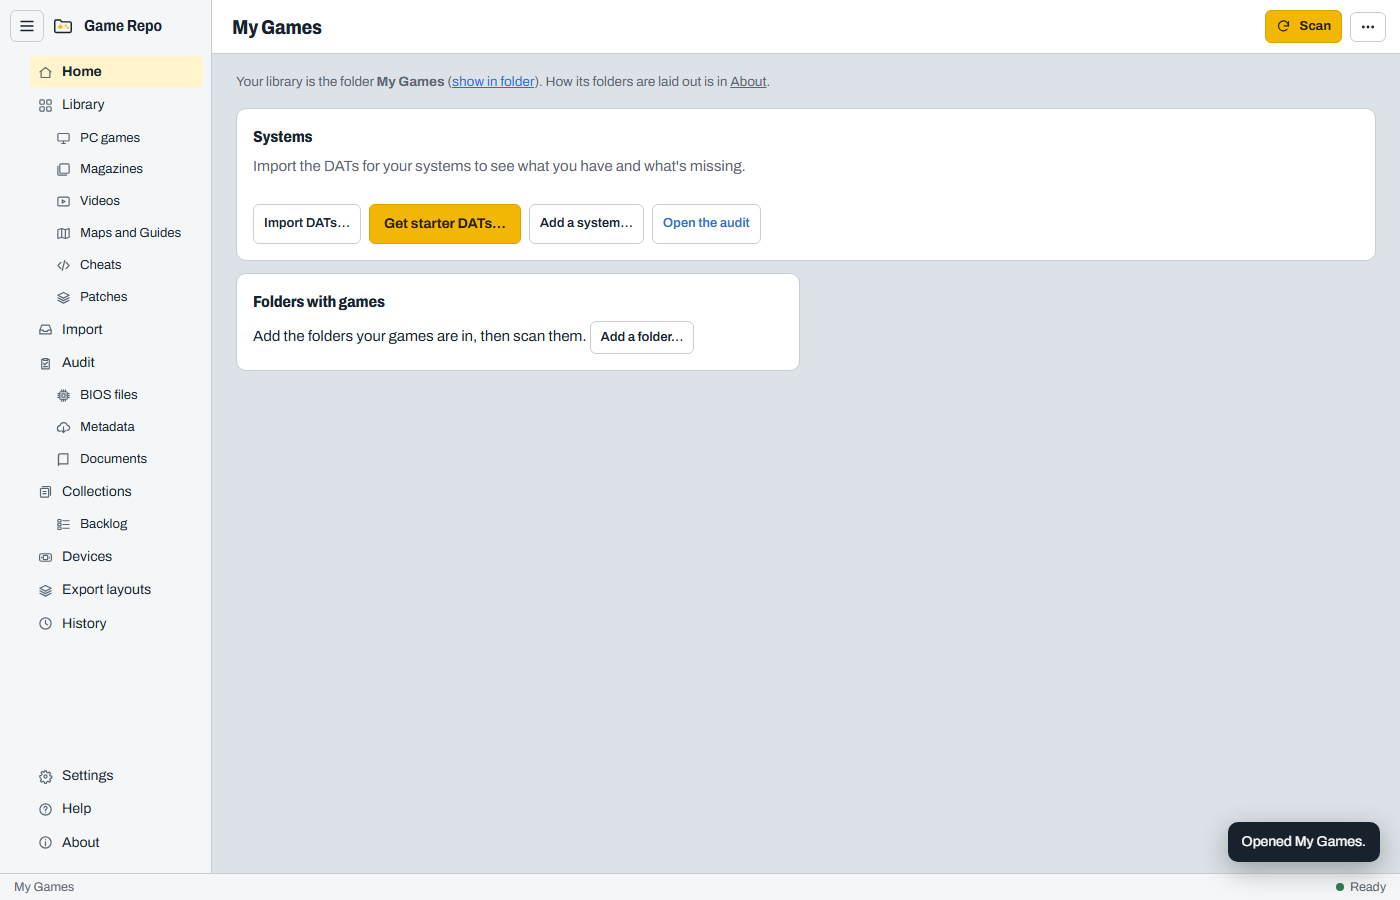 Game Repo
My Games
Scan
Home
Library
PC games
Magazines
Videos
Maps and Guides
Cheats
Patches
Import
Audit
BIOS files
Metadata
Documents
Collections
Backlog
Devices
Export layouts
History
Settings
Help
About
Your library is the folder My Games (show in folder). How its folders are laid out is in About.
Systems
Import the DATs for your systems to see what you have and what's missing.
Import DATs... Get starter DATs... Add a system... Open the audit
Folders with games
Add the folders your games are in, then scan them. Add a folder...
Opened My Games.
My Games
Ready